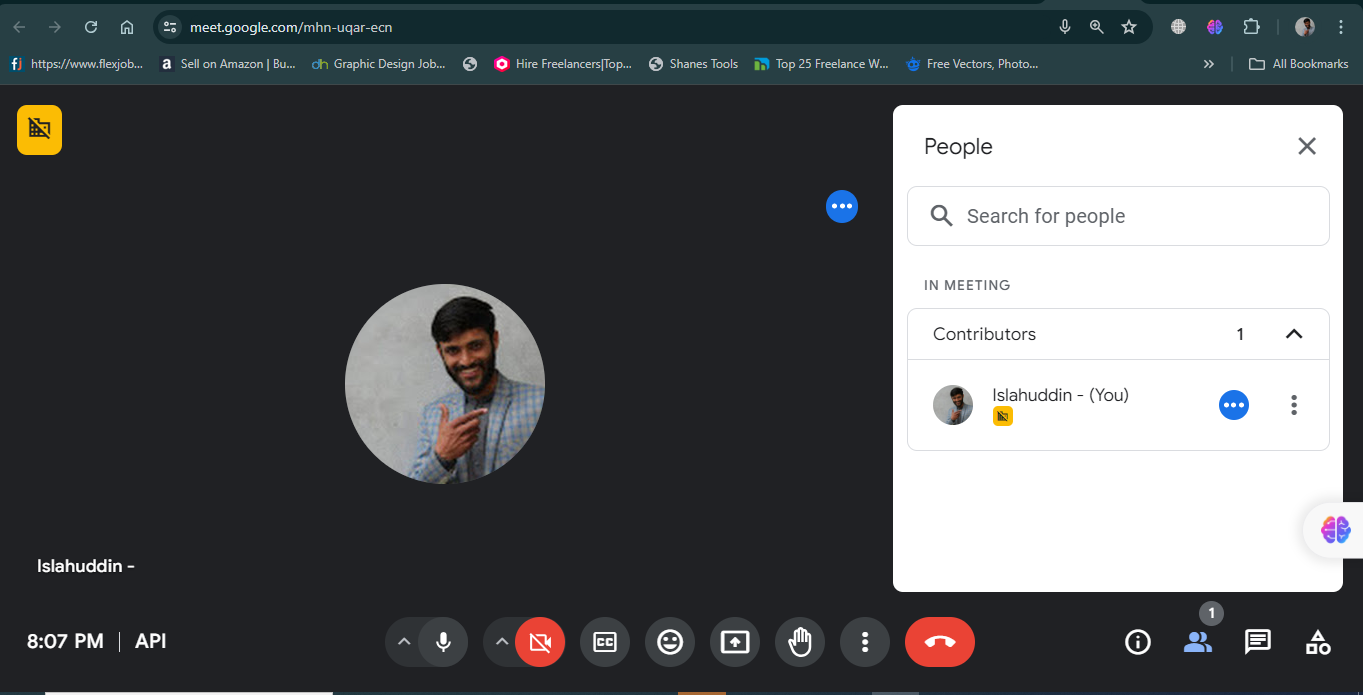 meet.google.com/mhn-uqar-ecn
https://www.flexjob...
Sell on Amazon | Bu...
Graphic Design Job...
Hire Freelancers|Top...
Shanes Tools
Top 25 Freelance W...
Free Vectors, Photo...
All Bookmarks
People
Search for people
IN MEETING
Contributors 1
Islahuddin - (You)
Islahuddin -
8:07 PM | API
CC
1